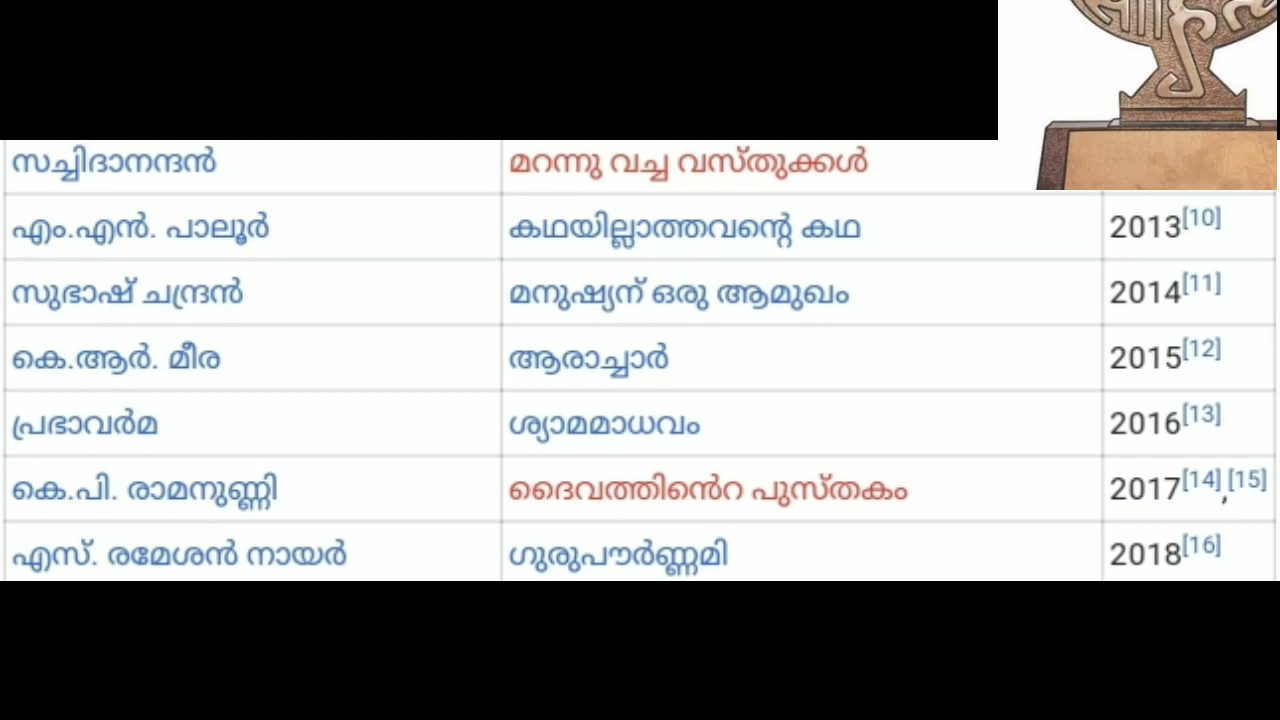 സച്ചിദാനന്ദൻ മറന്നു വച്ച വസ്തുക്കൾ
എം.എൻ. പാലൂർ കഥയില്ലാത്തവന്റെ കഥ 2013[10]
സുഭാഷ് ചന്ദ്രൻ മനുഷ്യന് ഒരു ആമുഖം 2014[11]
കെ.ആർ. മീര ആരാച്ചാർ 2015[12]
പ്രഭാവർമ ശ്യാമമാധവം 2016[13]
കെ.പി. രാമനുണ്ണി ദൈവത്തിൻെറ പുസ്തകം 2017[14],[15]
എസ്. രമേശൻ നായർ ഗുരുപൗർണ്ണമി 2018[16]